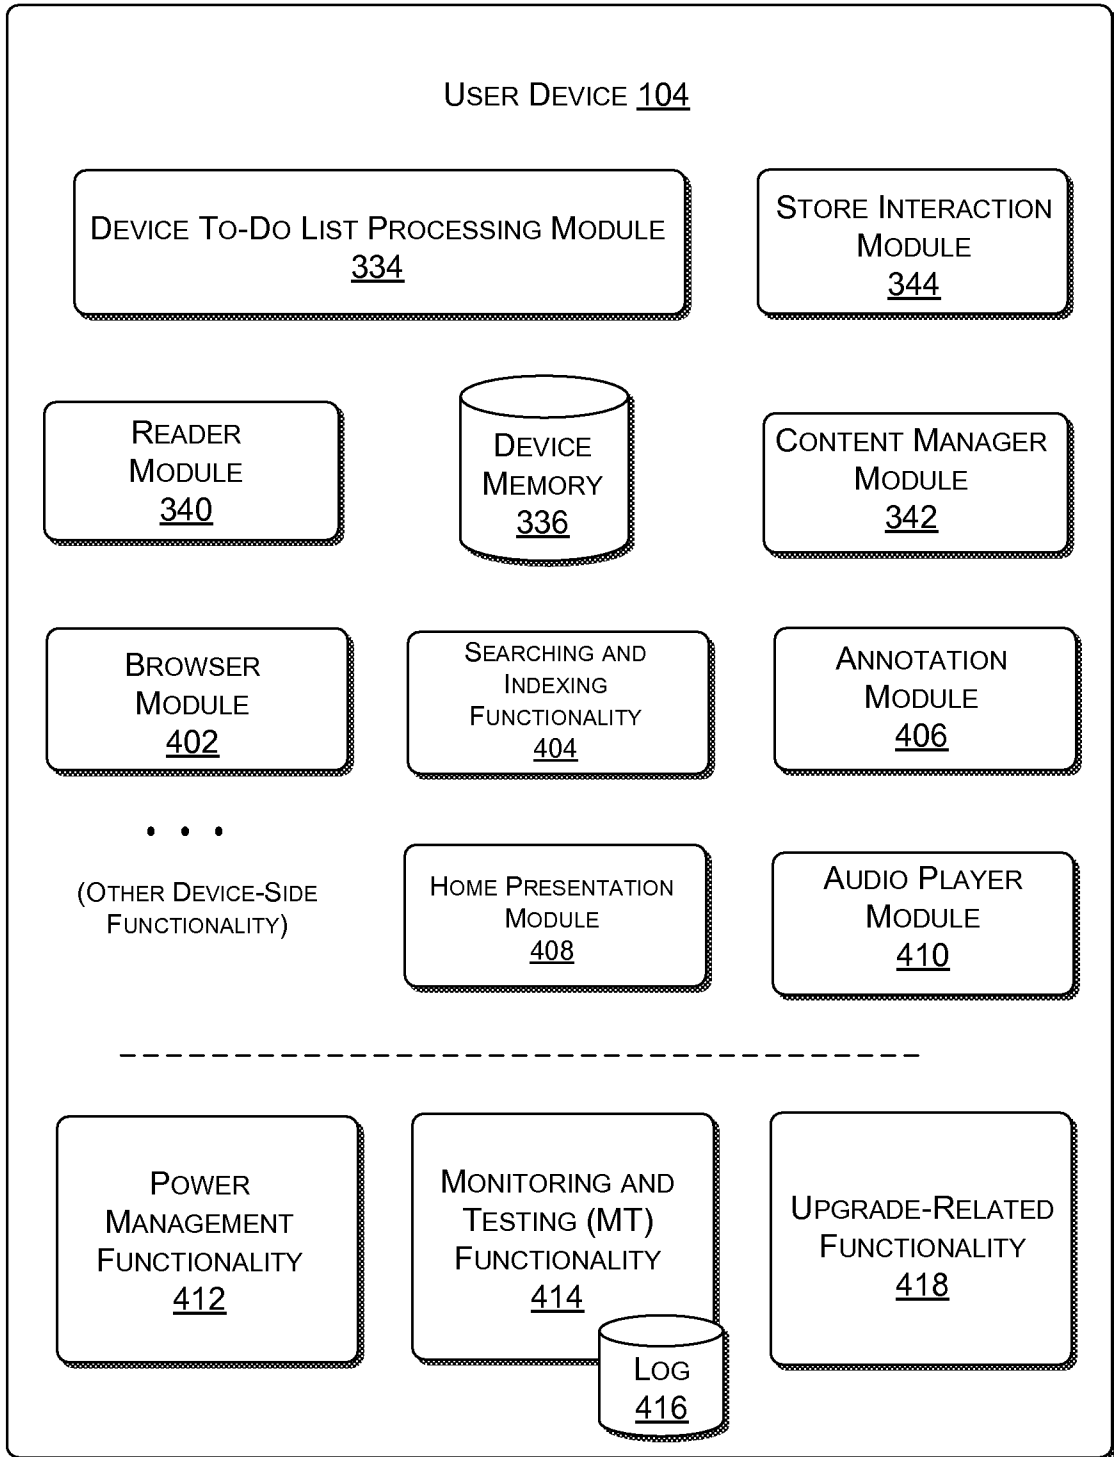 USER DEVICE 104
DEVICE TO-DO LIST PROCESSING MODULE
334
STORE INTERACTION
MODULE
344
READER
MODULE
340
DEVICE
MEMORY
336
CONTENT MANAGER
MODULE
342
BROWSER
MODULE
402
SEARCHING AND
INDEXING
FUNCTIONALITY
404
ANNOTATION
MODULE
406
. . .
(OTHER DEVICE-SIDE
FUNCTIONALITY)
HOME PRESENTATION
MODULE
408
AUDIO PLAYER
MODULE
410
POWER
MANAGEMENT
FUNCTIONALITY
412
MONITORING AND
TESTING (MT)
FUNCTIONALITY
414
LOG
416
UPGRADE-RELATED
FUNCTIONALITY
418